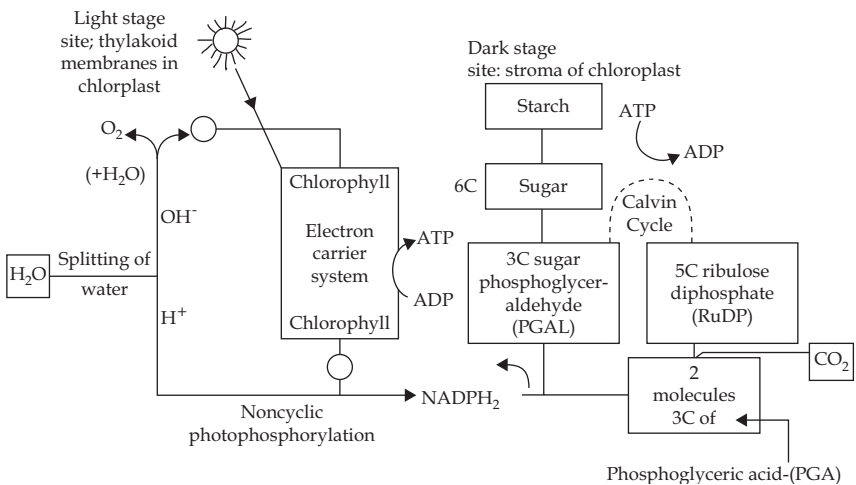 Light stage
site; thylakoid
membranes in
chlorplast
Dark stage
site: stroma of chloroplast
Starch
ATP
ADP
O₂
(+H₂O)
Chlorophyll
6C
Sugar
Calvin
Cycle
OH⁻
Electron
carrier
system
ATP
ADP
3C sugar
phosphoglycer-
aldehyde
(PGAL)
5C ribulose
diphosphate
(RuDP)
H₂O
Splitting of
water
H⁺
Chlorophyll
CO₂
2
molecules
3C of
NADPH₂
Noncyclic
photophosphorylation
Phosphoglyceric acid-(PGA)